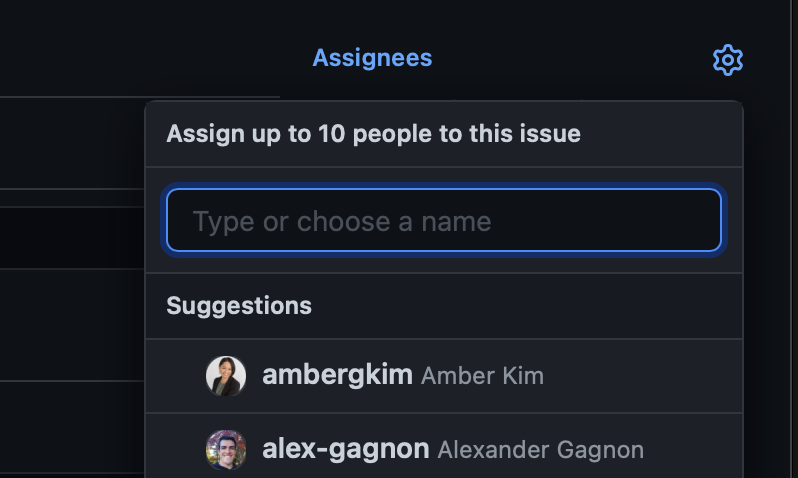 Assignees
Assign up to 10 people to this issue
Type or choose a name
Suggestions
ambergkim Amber Kim
alex-gagnon Alexander Gagnon